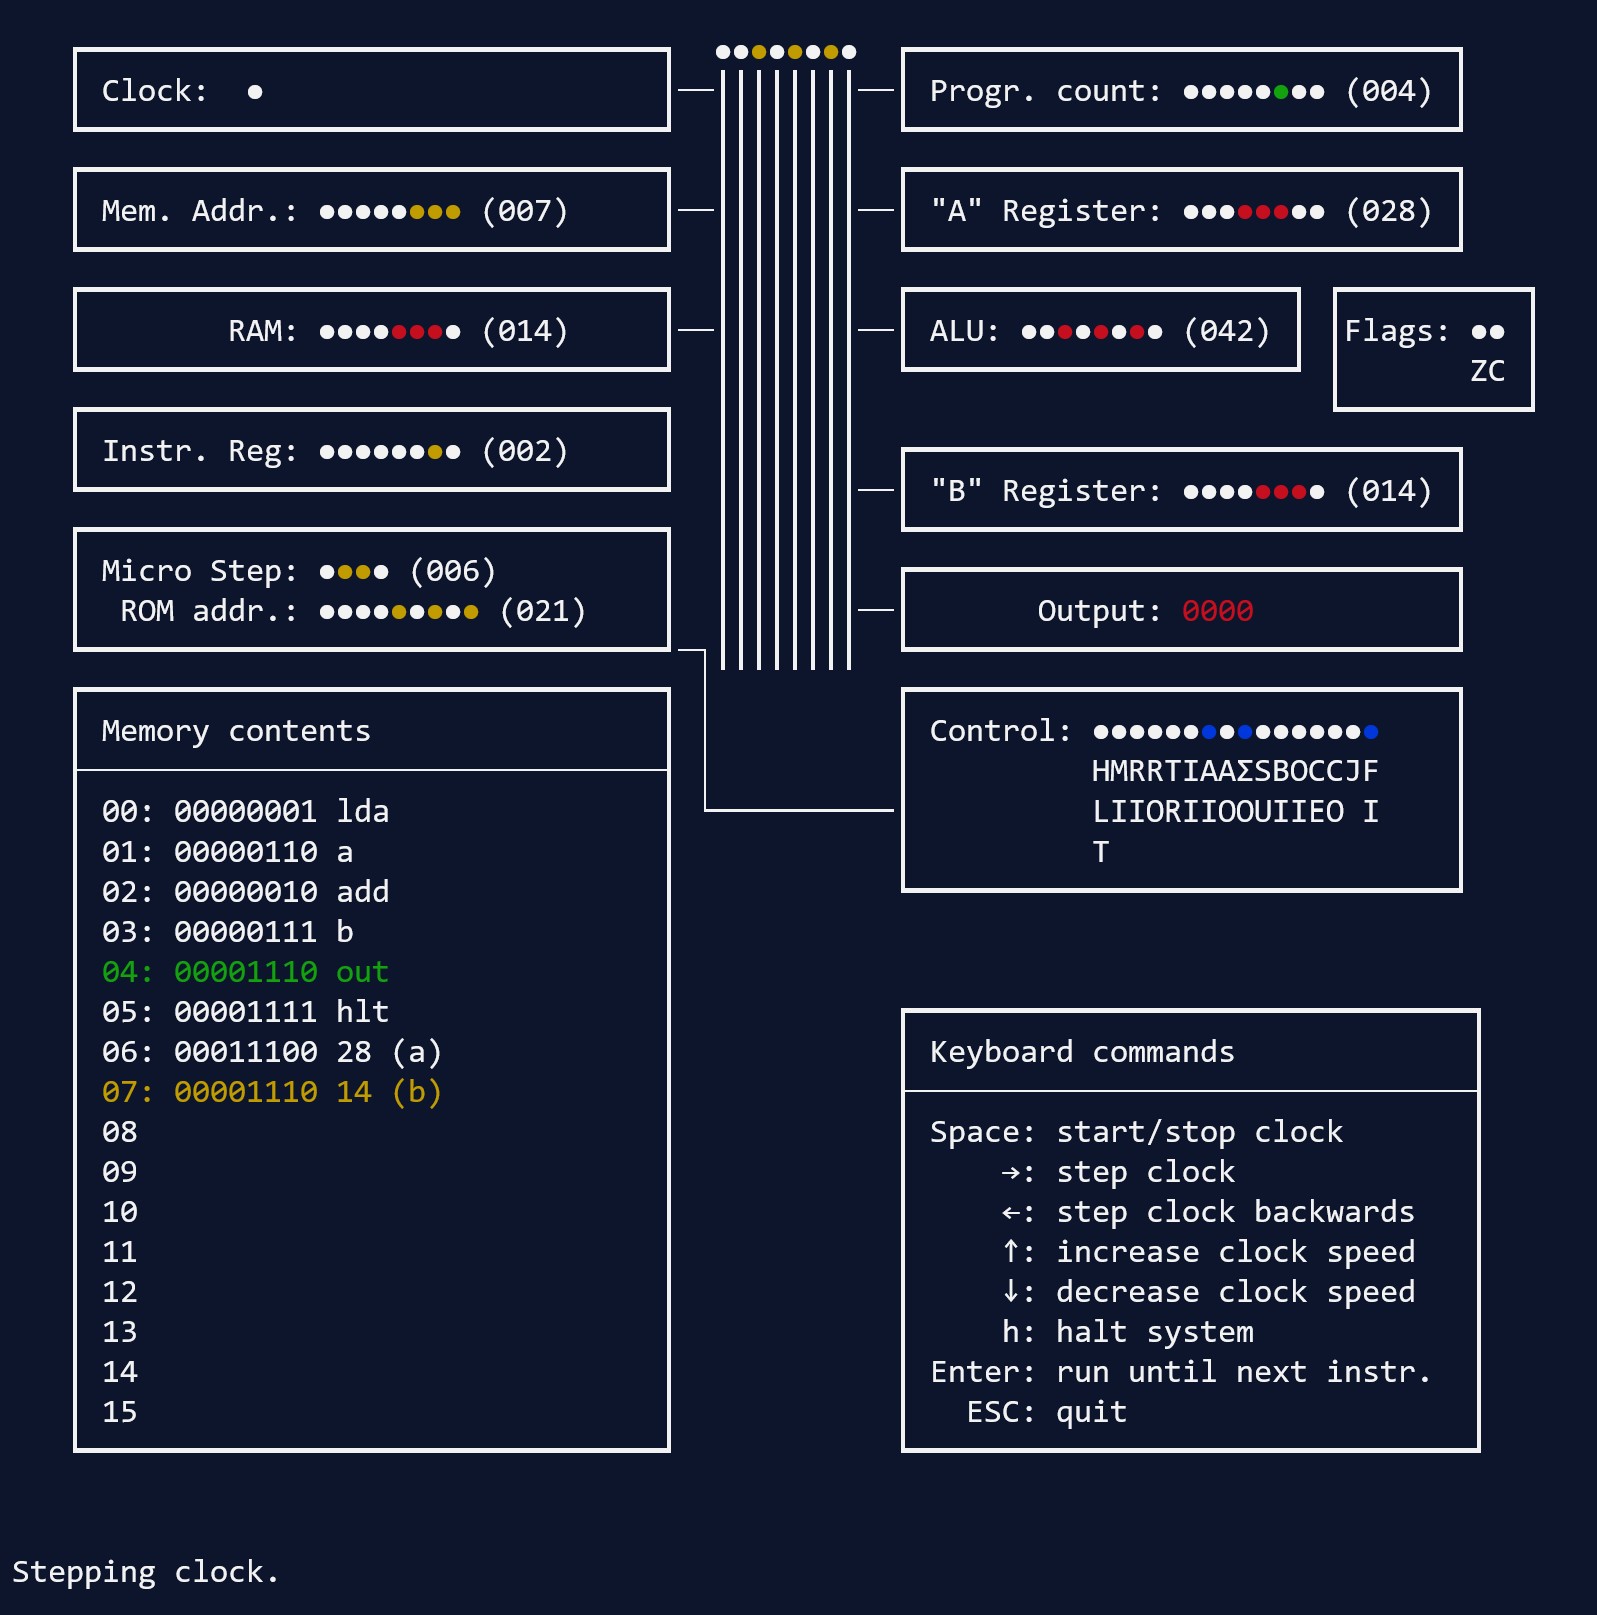 Clock: ●
Mem. Addr.: ●●●●●●●● (007)
RAM: ●●●●●●●● (014)
Instr. Reg: ●●●●●●●● (002)
Micro Step: ●●●● (006)
ROM addr.: ●●●●●●●●● (021)
Memory contents
00: 00000001 lda
01: 00000110 a
02: 00000010 add
03: 00000111 b
04: 00001110 out
05: 00001111 hlt
06: 00011100 28 (a)
07: 00001110 14 (b)
08
09
10
11
12
13
14
15
Progr. count: ●●●●●●●● (004)
"A" Register: ●●●●●●●● (028)
ALU: ●●●●●●●● (042)
Flags: ●●
ZC
"B" Register: ●●●●●●●● (014)
Output: 0000
Control: ●●●●●●●●●●●●●●●●
HMRRTIAAΣSBOCCJF
LIIORIIOOUIIEO I
T
Keyboard commands
Space: start/stop clock
→: step clock
←: step clock backwards
↑: increase clock speed
↓: decrease clock speed
h: halt system
Enter: run until next instr.
ESC: quit
Stepping clock.